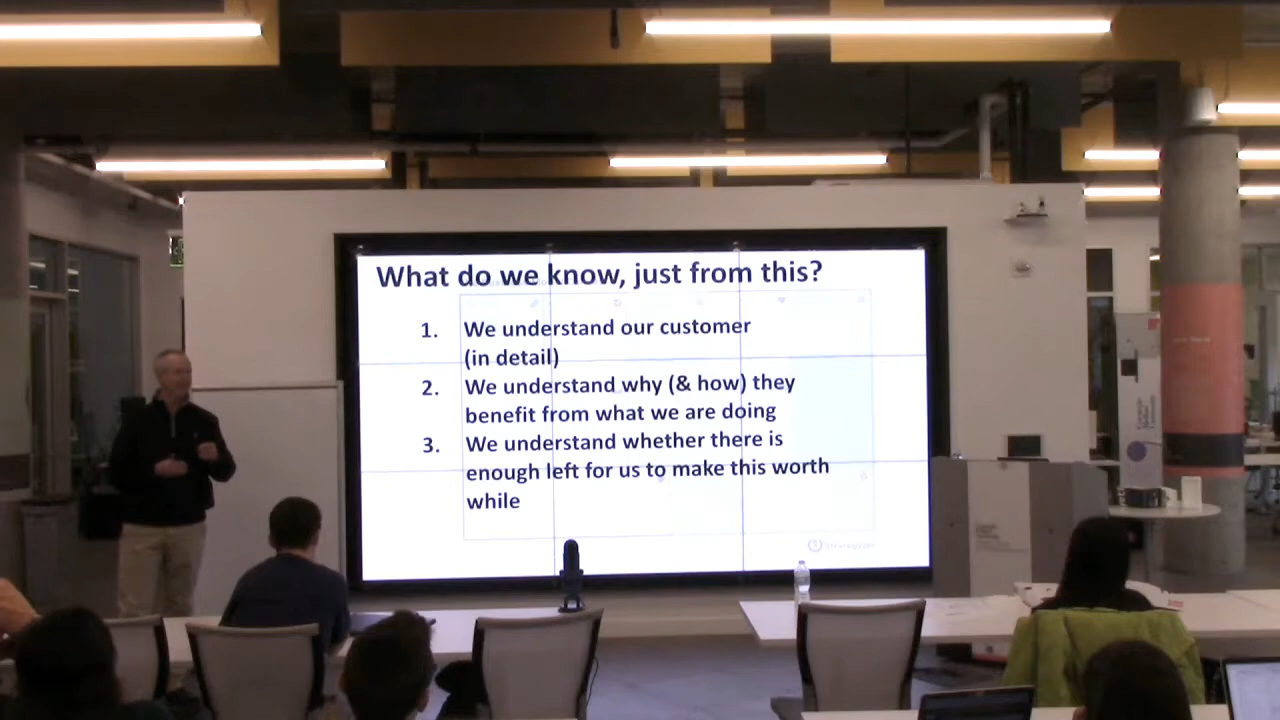 What do we know, just from this?
1. We understand our customer
(in detail)
2. We understand why (& how) they
benefit from what we are doing
3. We understand whether there is
enough left for us to make this worth
while